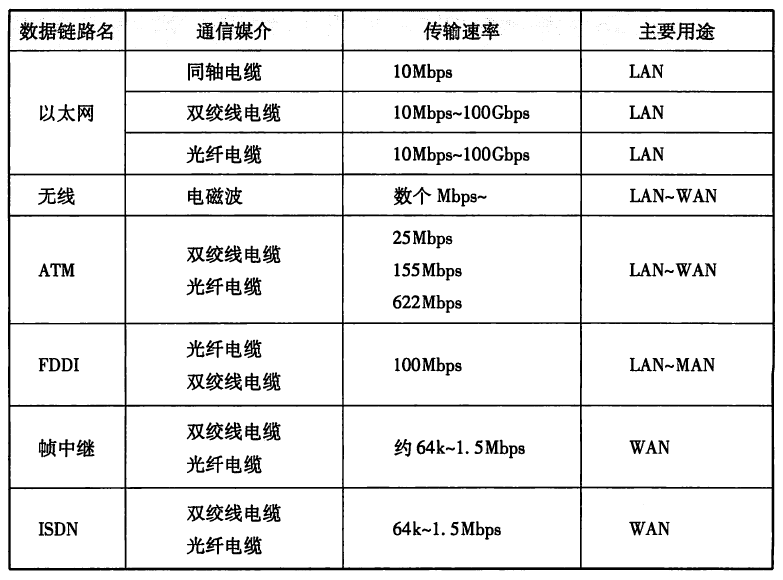 数据链路名 通信媒介 传输速率 主要用途
以太网 同轴电缆 10Mbps LAN
双绞线电缆 10Mbps~100Gbps LAN
光纤电缆 10Mbps~100Gbps LAN
无线 电磁波 数个 Mbps~ LAN~WAN
ATM 双绞线电缆 25Mbps LAN~WAN
光纤电缆 155Mbps
622Mbps
FDDI 光纤电缆 100Mbps LAN~MAN
双绞线电缆
帧中继 双绞线电缆 约 64k~1.5Mbps WAN
光纤电缆
ISDN 双绞线电缆 64k~1.5Mbps WAN
光纤电缆